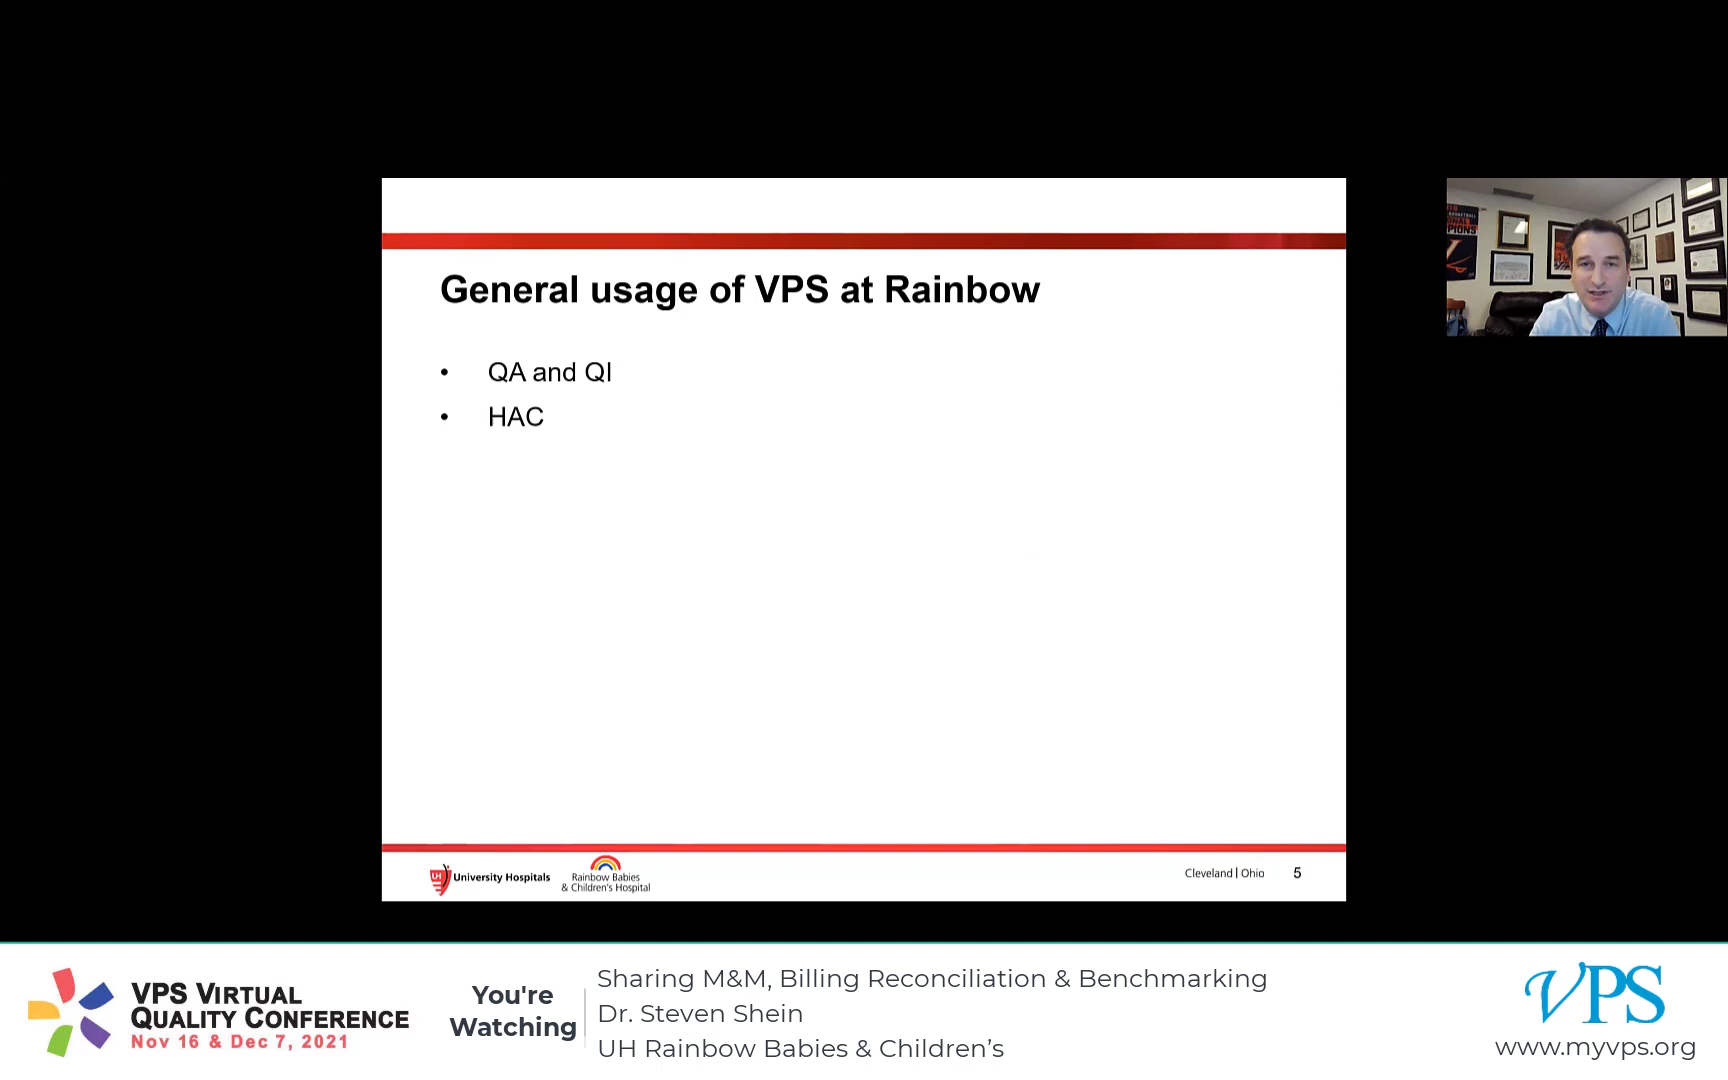 General usage of VPS at Rainbow
• QA and QI
• HAC
UH University Hospitals
Rainbow Babies
& Children's Hospital
Cleveland | Ohio 5
VPS VIRTUAL
QUALITY CONFERENCE
Nov 16 & Dec 7, 2021
You're
Watching
Sharing M&M, Billing Reconciliation & Benchmarking
Dr. Steven Shein
UH Rainbow Babies & Children’s
VPS
www.myvps.org